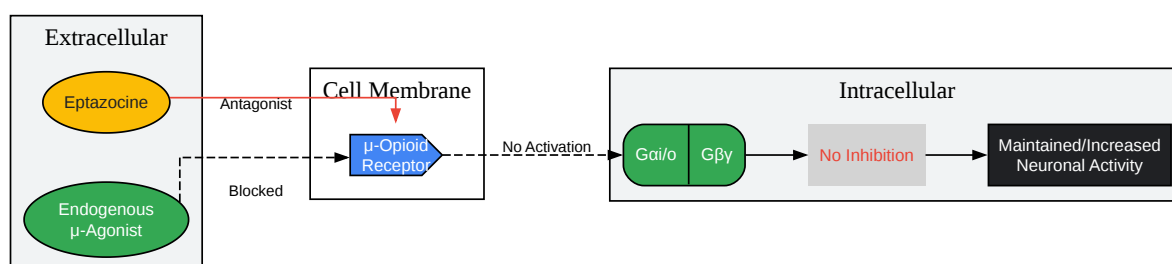 Extracellular
Eptazocine
Antagonist
Endogenous
μ-Agonist
Blocked
Cell Membrane
μ-Opioid
Receptor
No Activation
Intracellular
Gαi/o
Gβγ
No Inhibition
Maintained/Increased
Neuronal Activity